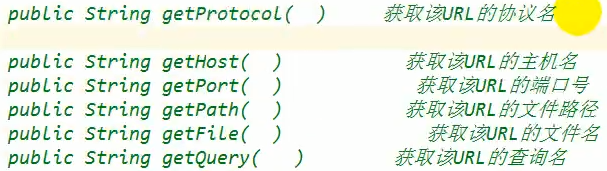 public String getProtocol( ) 获取该URL的协议名
public String getHost( ) 获取该URL的主机名
public String getPort( ) 获取该URL的端口号
public String getPath( ) 获取该URL的文件路径
public String getFile( ) 获取该URL的文件名
public String getQuery( ) 获取该URL的查询名